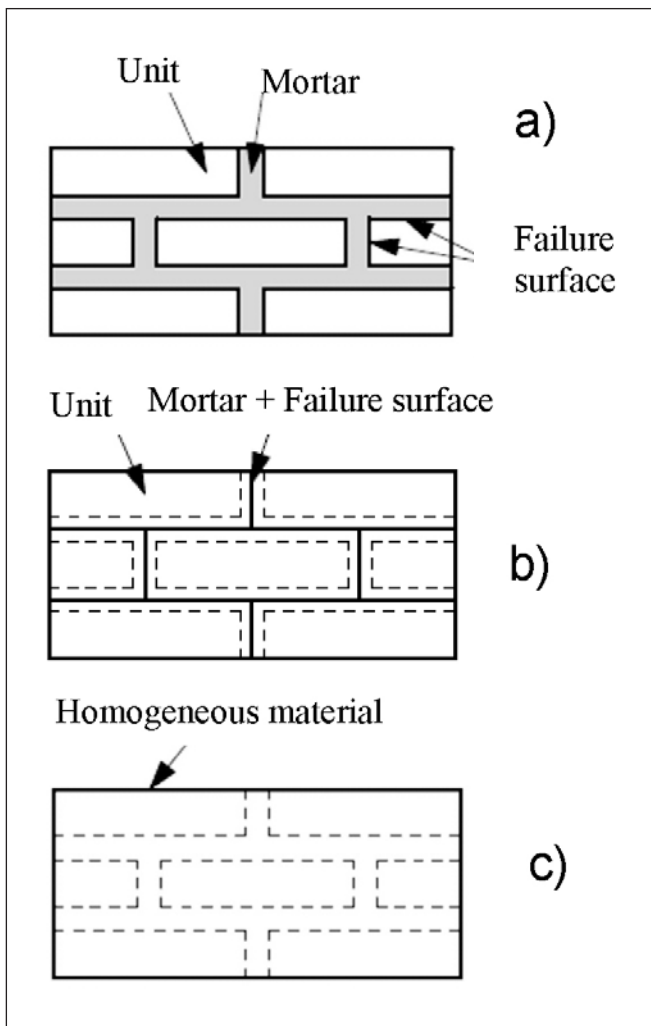 Unit
Mortar
a)
Failure
surface
Unit
Mortar + Failure surface
b)
Homogeneous material
c)